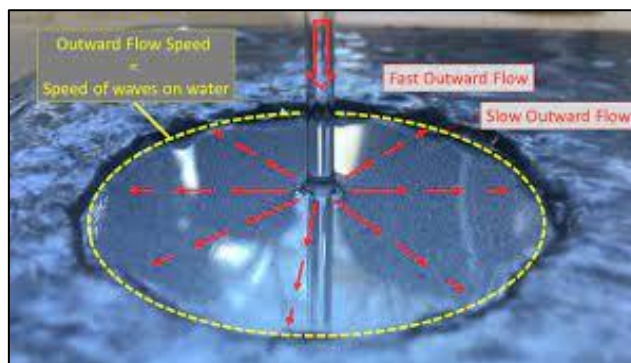 Outward Flow Speed
=
Speed of waves on water
Fast Outward Flow
Slow Outward Flow